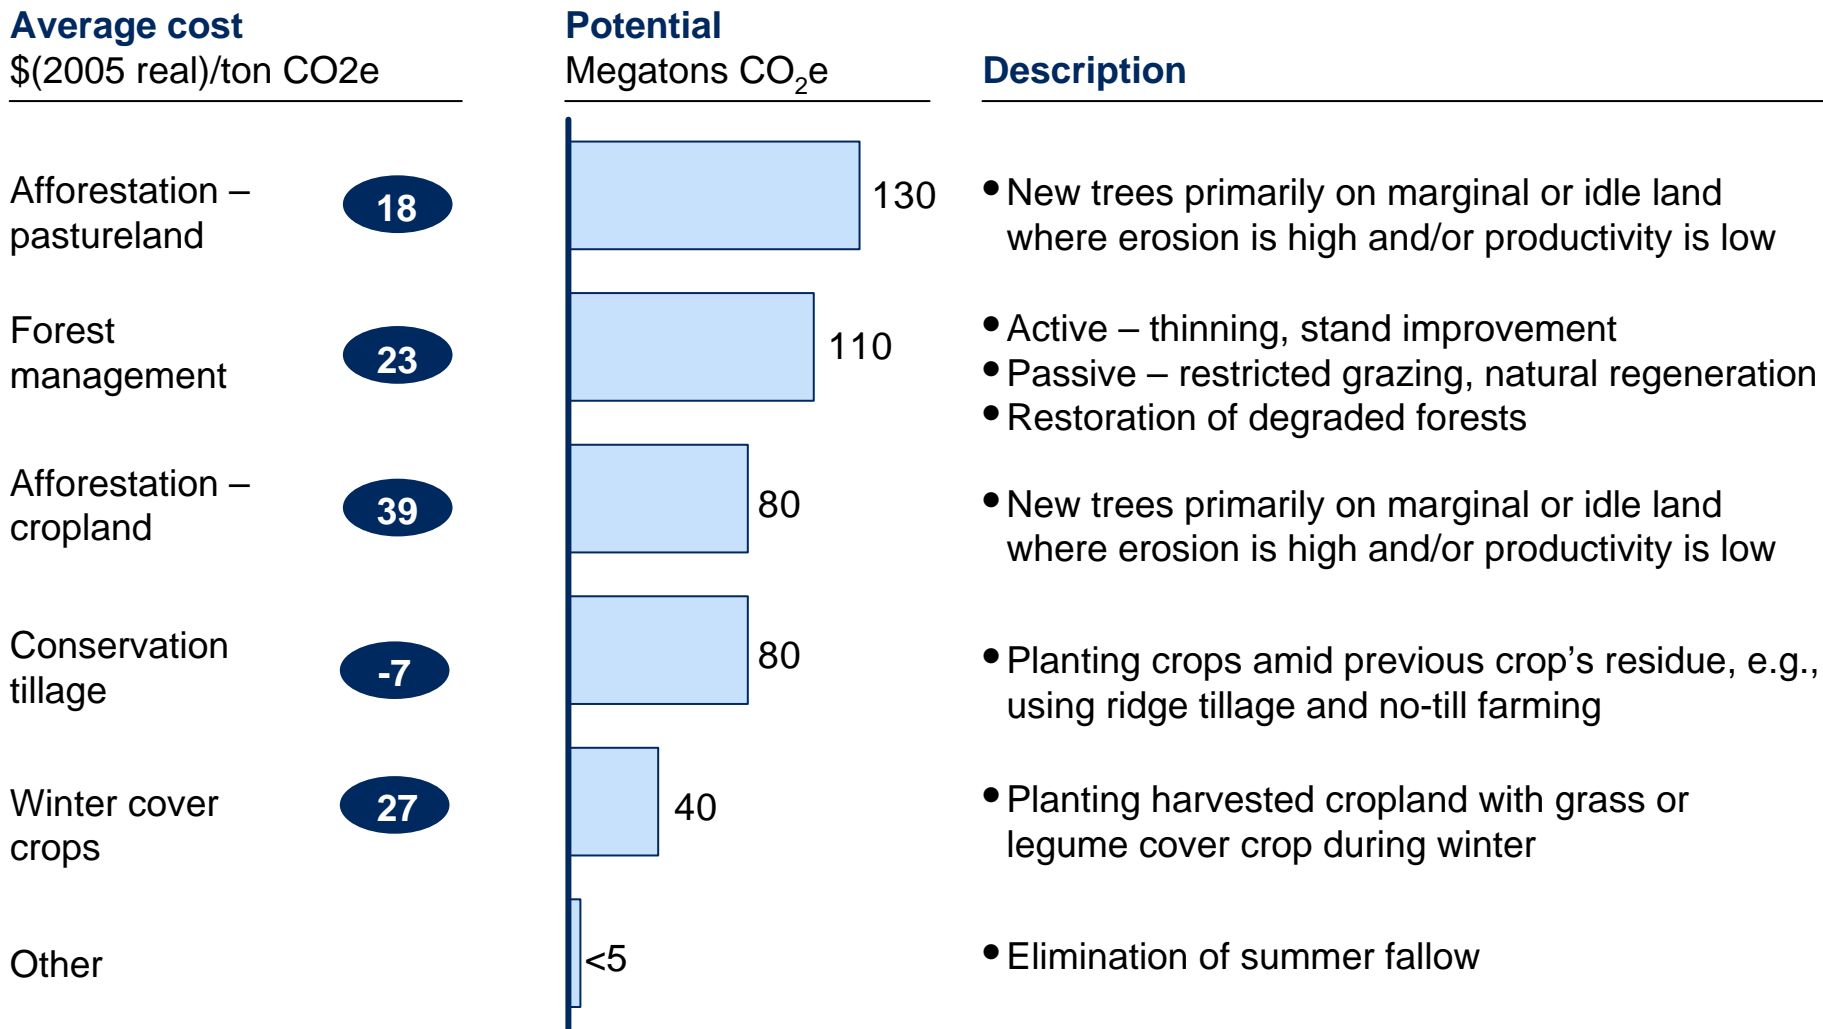 Average cost
$(2005 real)/ton CO2e
Potential
Megatons CO₂e
Description
Afforestation –
pastureland
18
130
•New trees primarily on marginal or idle land
where erosion is high and/or productivity is low
Forest
management
23
110
•Active – thinning, stand improvement
•Passive – restricted grazing, natural regeneration
•Restoration of degraded forests
Afforestation –
cropland
39
80
•New trees primarily on marginal or idle land
where erosion is high and/or productivity is low
Conservation
tillage
-7
80
•Planting crops amid previous crop’s residue, e.g.,
using ridge tillage and no-till farming
Winter cover
crops
27
40
•Planting harvested cropland with grass or
legume cover crop during winter
Other
<5
•Elimination of summer fallow